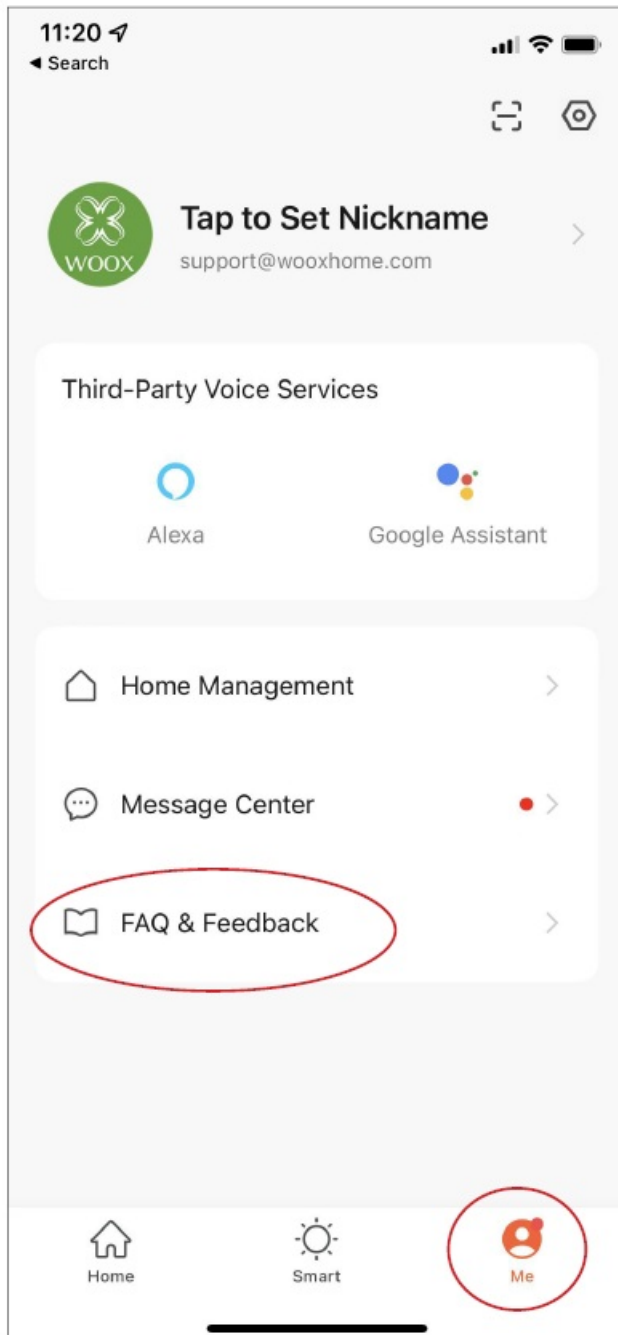 11:20
◀ Search
WOOX
Tap to Set Nickname
support@wooxhome.com
Third-Party Voice Services
Alexa
Google Assistant
Home Management
Message Center
FAQ & Feedback
Home
Smart
Me